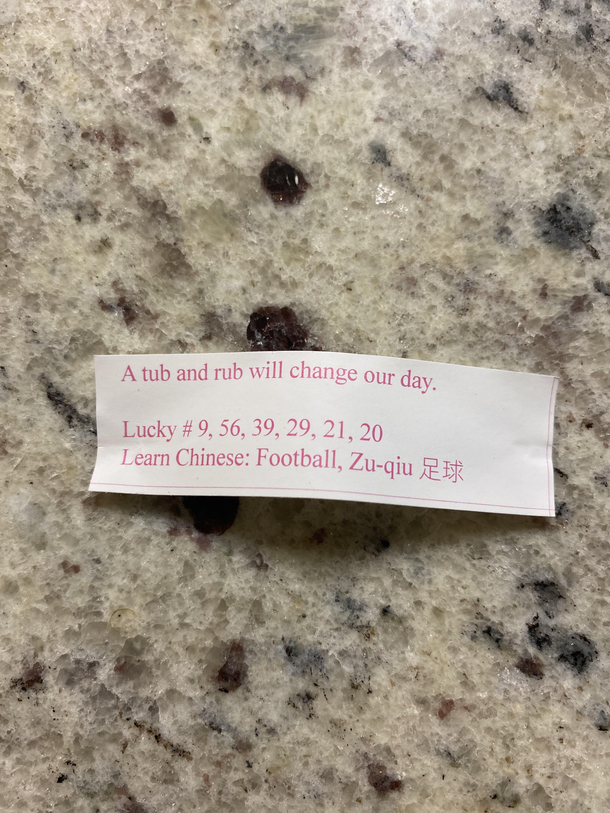 A tub and rub will change our day.
Lucky # 9, 56, 39, 29, 21, 20
Learn Chinese: Football, Zu-qiu 足球